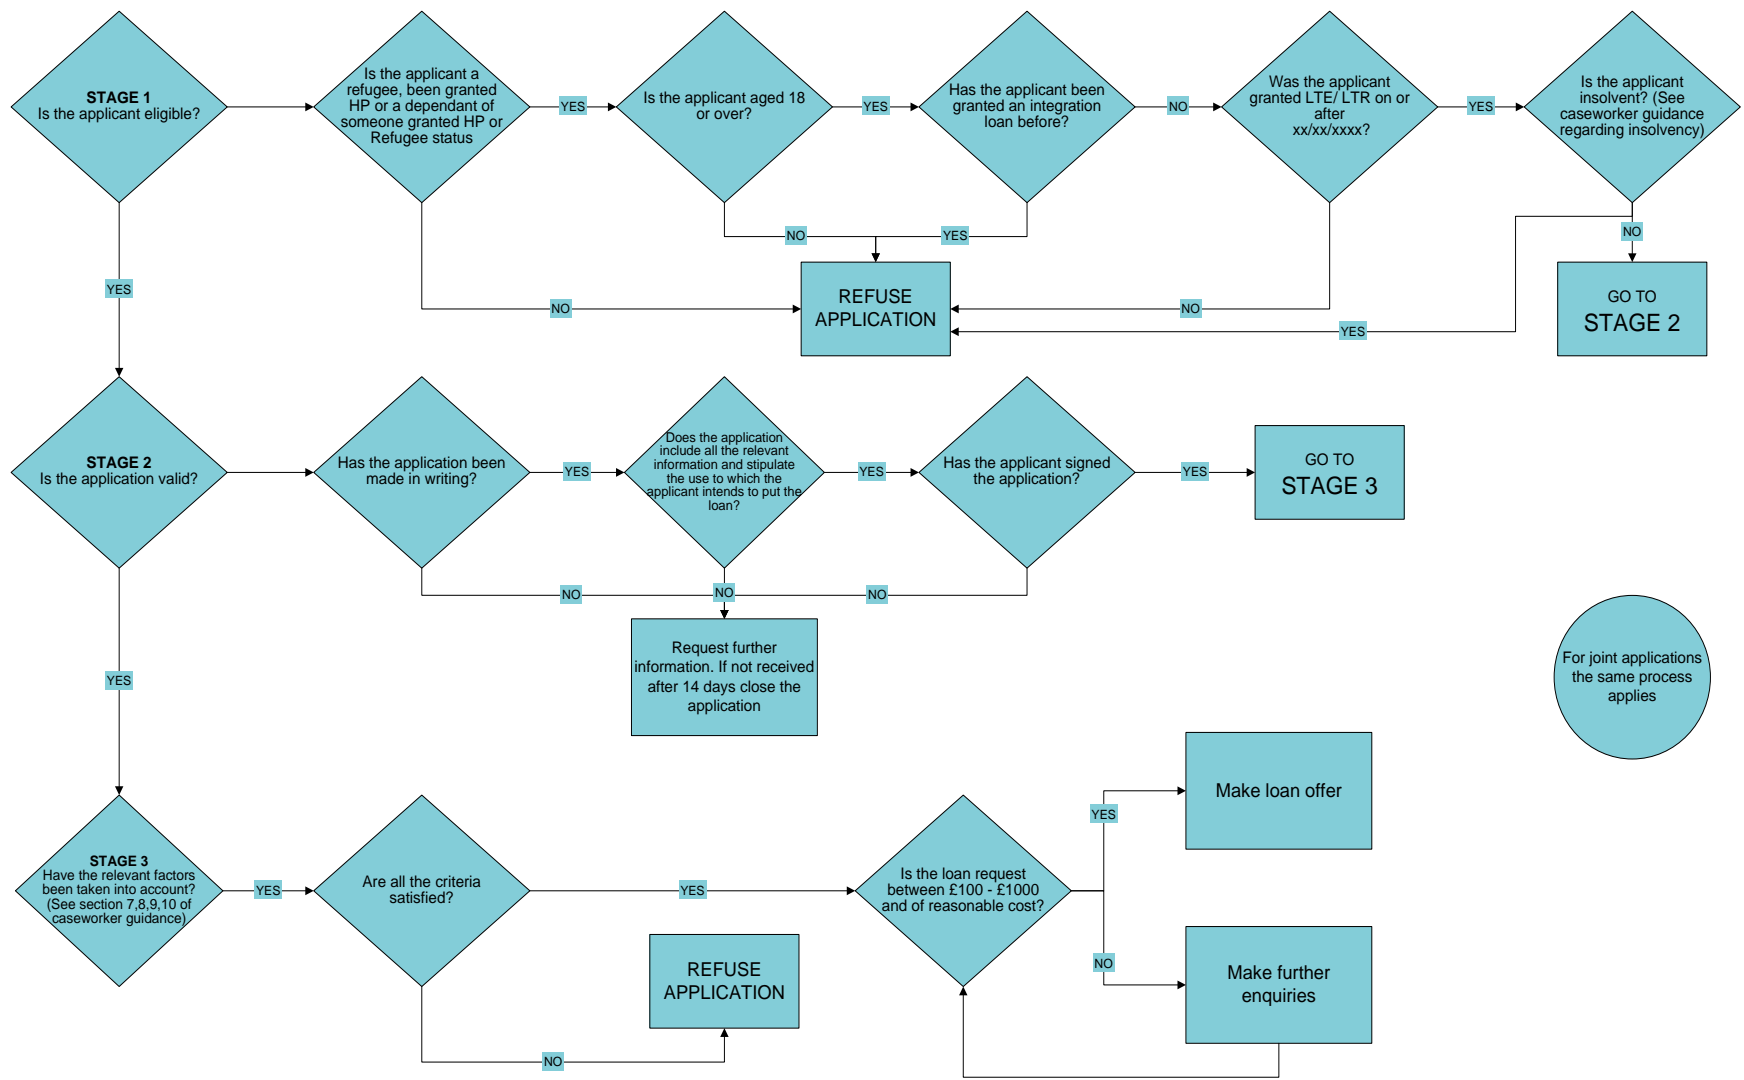 STAGE 1
Is the applicant eligible?
Is the applicant a
refugee, been granted
HP or a dependant of
someone granted HP or
Refugee status
YES
Is the applicant aged 18
or over?
YES
Has the applicant been
granted an integration
loan before?
NO
Was the applicant
granted LTE/ LTR on or
after
xx/xx/xxxx?
YES
Is the applicant
insolvent? (See
caseworker guidance
regarding insolvency)
NO
YES
NO
YES
NO
REFUSE
APPLICATION
NO
YES
GO TO
STAGE 2
STAGE 2
Is the application valid?
Has the application been
made in writing?
YES
Does the application
include all the relevant
information and stipulate
the use to which the
applicant intends to put the
loan?
YES
Has the applicant signed
the application?
YES
GO TO
STAGE 3
NO
NO
NO
Request further
information. If not received
after 14 days close the
application
YES
For joint applications
the same process
applies
STAGE 3
Have the relevant factors
been taken into account?
(See section 7,8,9,10 of
caseworker guidance)
YES
Are all the criteria
satisfied?
YES
Is the loan request
between £100 - £1000
and of reasonable cost?
YES
Make loan offer
NO
Make further
enquiries
REFUSE
APPLICATION
NO